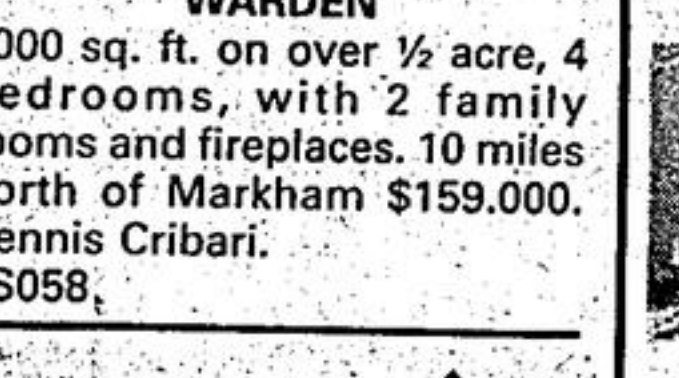 WARDEN
000 sq. ft. on over ½ acre, 4
edrooms, with 2 family
ooms and fireplaces. 10 miles
orth of Markham $159.000.
ennis Cribari.
S058